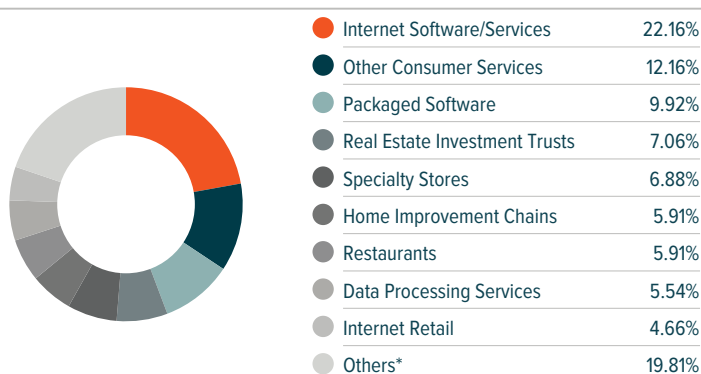 Internet Software/Services 22.16%
Other Consumer Services 12.16%
Packaged Software 9.92%
Real Estate Investment Trusts 7.06%
Specialty Stores 6.88%
Home Improvement Chains 5.91%
Restaurants 5.91%
Data Processing Services 5.54%
Internet Retail 4.66%
Others* 19.81%